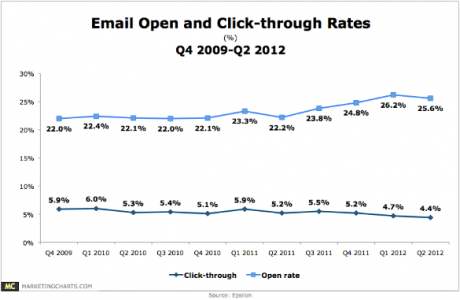 Email Open and Click-through Rates
(%)
Q4 2009-Q2 2012
30%
25%
20%
15%
10%
5%
0%
22.0% 22.4% 22.1% 22.0% 22.1% 23.3% 22.2% 23.8% 24.8% 26.2% 25.6%
5.9% 6.0% 5.3% 5.4% 5.1% 5.9% 5.2% 5.5% 5.2% 4.7% 4.4%
Q4 2009 Q1 2010 Q2 2010 Q3 2010 Q4 2010 Q1 2011 Q2 2011 Q3 2011 Q4 2011 Q1 2012 Q2 2012
Click-through Open rate
MC MARKETINGCHARTS.COM
Source: Epsilon